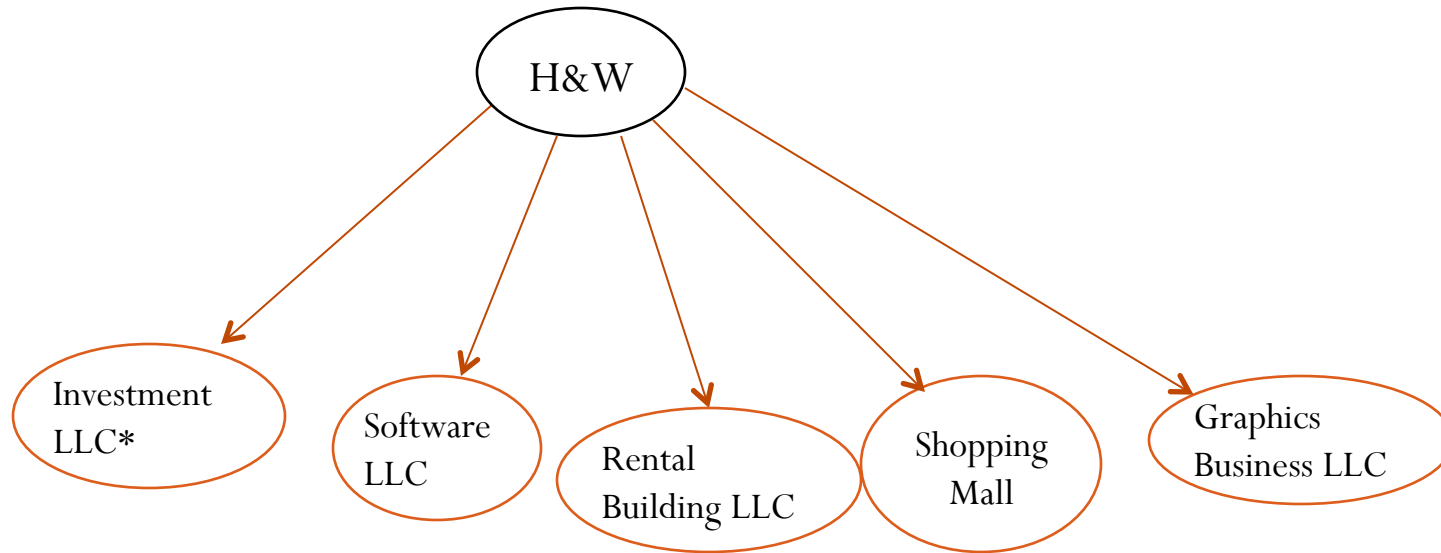 H&W
Investment
LLC*
Software
LLC
Rental
Building LLC
Shopping
Mall
Graphics
Business LLC